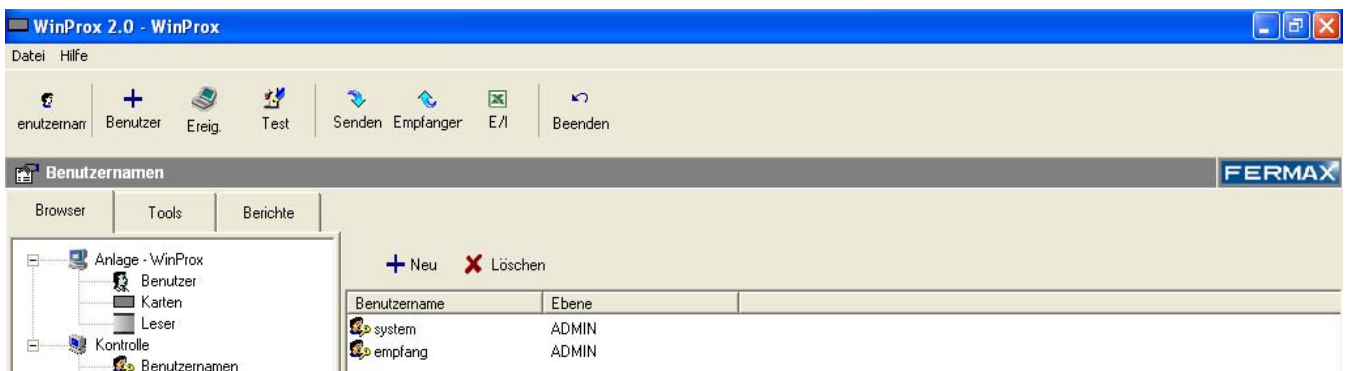 WinProx 2.0 - WinProx
Datei Hilfe
enutzernam Benutzer Ereig. Test Senden Empfanger E/I Beenden
Benutzernamen FERMAX
Browser Tools Berichte
Anlage - WinProx
Benutzer
Karten
Leser
Kontrolle
Benutzernamen
Neu Löschen
Benutzername Ebene
system ADMIN
empfang ADMIN